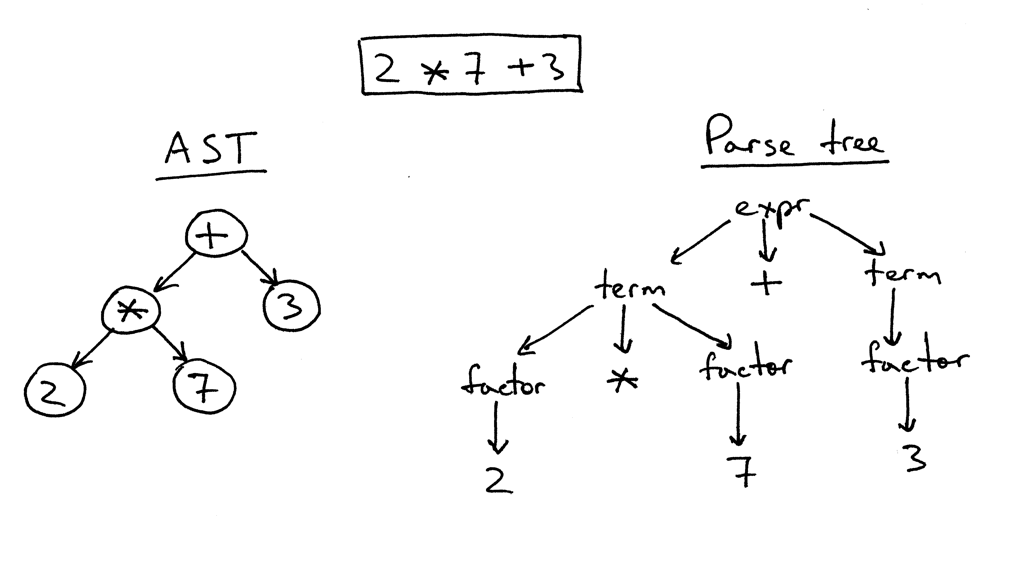 2 * 7 + 3
AST
Parse tree
+
* 3
2 7
expr
term + term
factor * factor factor
2 7 3